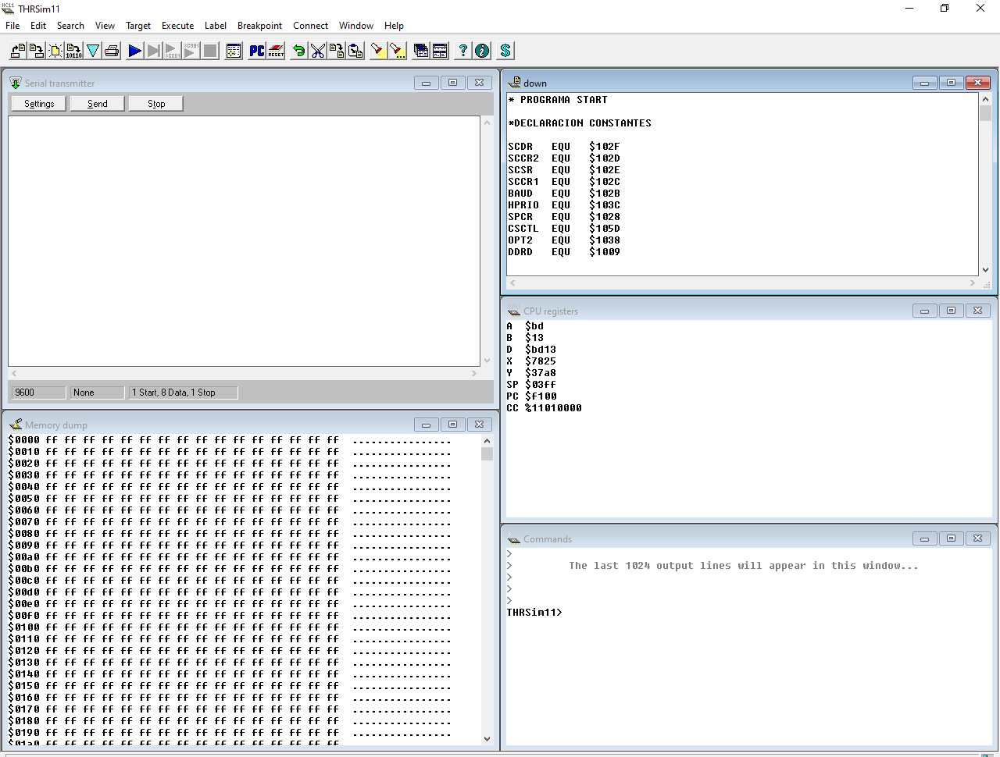 THRSim11
File Edit Search View Target Execute Label Breakpoint Connect Window Help
Serial transmitter
Settings Send Stop
9600 None 1 Start, 8 Data, 1 Stop
down
* PROGRAMA START
*DECLARACION CONSTANTES
SCDR EQU $102F
SCCR2 EQU $102D
SCSR EQU $102E
SCCR1 EQU $102C
BAUD EQU $102B
HPRIO EQU $103C
SPCR EQU $1028
CSCTL EQU $105D
OPT2 EQU $1038
DDRD EQU $1009
CPU registers
A $bd
B $13
D $bd13
X $7825
Y $37a8
SP $03ff
PC $f100
CC %11010000
Memory dump
$0000 ff ff ff ff ff ff ff ff ff ff ff ff ff ff ff ff ................
$0010 ff ff ff ff ff ff ff ff ff ff ff ff ff ff ff ff ................
$0020 ff ff ff ff ff ff ff ff ff ff ff ff ff ff ff ff ................
$0030 ff ff ff ff ff ff ff ff ff ff ff ff ff ff ff ff ................
$0040 ff ff ff ff ff ff ff ff ff ff ff ff ff ff ff ff ................
$0050 ff ff ff ff ff ff ff ff ff ff ff ff ff ff ff ff ................
$0060 ff ff ff ff ff ff ff ff ff ff ff ff ff ff ff ff ................
$0070 ff ff ff ff ff ff ff ff ff ff ff ff ff ff ff ff ................
$0080 ff ff ff ff ff ff ff ff ff ff ff ff ff ff ff ff ................
$0090 ff ff ff ff ff ff ff ff ff ff ff ff ff ff ff ff ................
$00a0 ff ff ff ff ff ff ff ff ff ff ff ff ff ff ff ff ................
$00b0 ff ff ff ff ff ff ff ff ff ff ff ff ff ff ff ff ................
$00c0 ff ff ff ff ff ff ff ff ff ff ff ff ff ff ff ff ................
$00d0 ff ff ff ff ff ff ff ff ff ff ff ff ff ff ff ff ................
$00e0 ff ff ff ff ff ff ff ff ff ff ff ff ff ff ff ff ................
$00f0 ff ff ff ff ff ff ff ff ff ff ff ff ff ff ff ff ................
$0100 ff ff ff ff ff ff ff ff ff ff ff ff ff ff ff ff ................
$0110 ff ff ff ff ff ff ff ff ff ff ff ff ff ff ff ff ................
$0120 ff ff ff ff ff ff ff ff ff ff ff ff ff ff ff ff ................
$0130 ff ff ff ff ff ff ff ff ff ff ff ff ff ff ff ff ................
$0140 ff ff ff ff ff ff ff ff ff ff ff ff ff ff ff ff ................
$0150 ff ff ff ff ff ff ff ff ff ff ff ff ff ff ff ff ................
$0160 ff ff ff ff ff ff ff ff ff ff ff ff ff ff ff ff ................
$0170 ff ff ff ff ff ff ff ff ff ff ff ff ff ff ff ff ................
$0180 ff ff ff ff ff ff ff ff ff ff ff ff ff ff ff ff ................
$0190 ff ff ff ff ff ff ff ff ff ff ff ff ff ff ff ff ................
$01a0 ff ff ff ff ff ff ff ff ff ff ff ff ff ff ff ff ................
Commands
>
> The last 1024 output lines will appear in this window...
>
>
>
THRSim11>